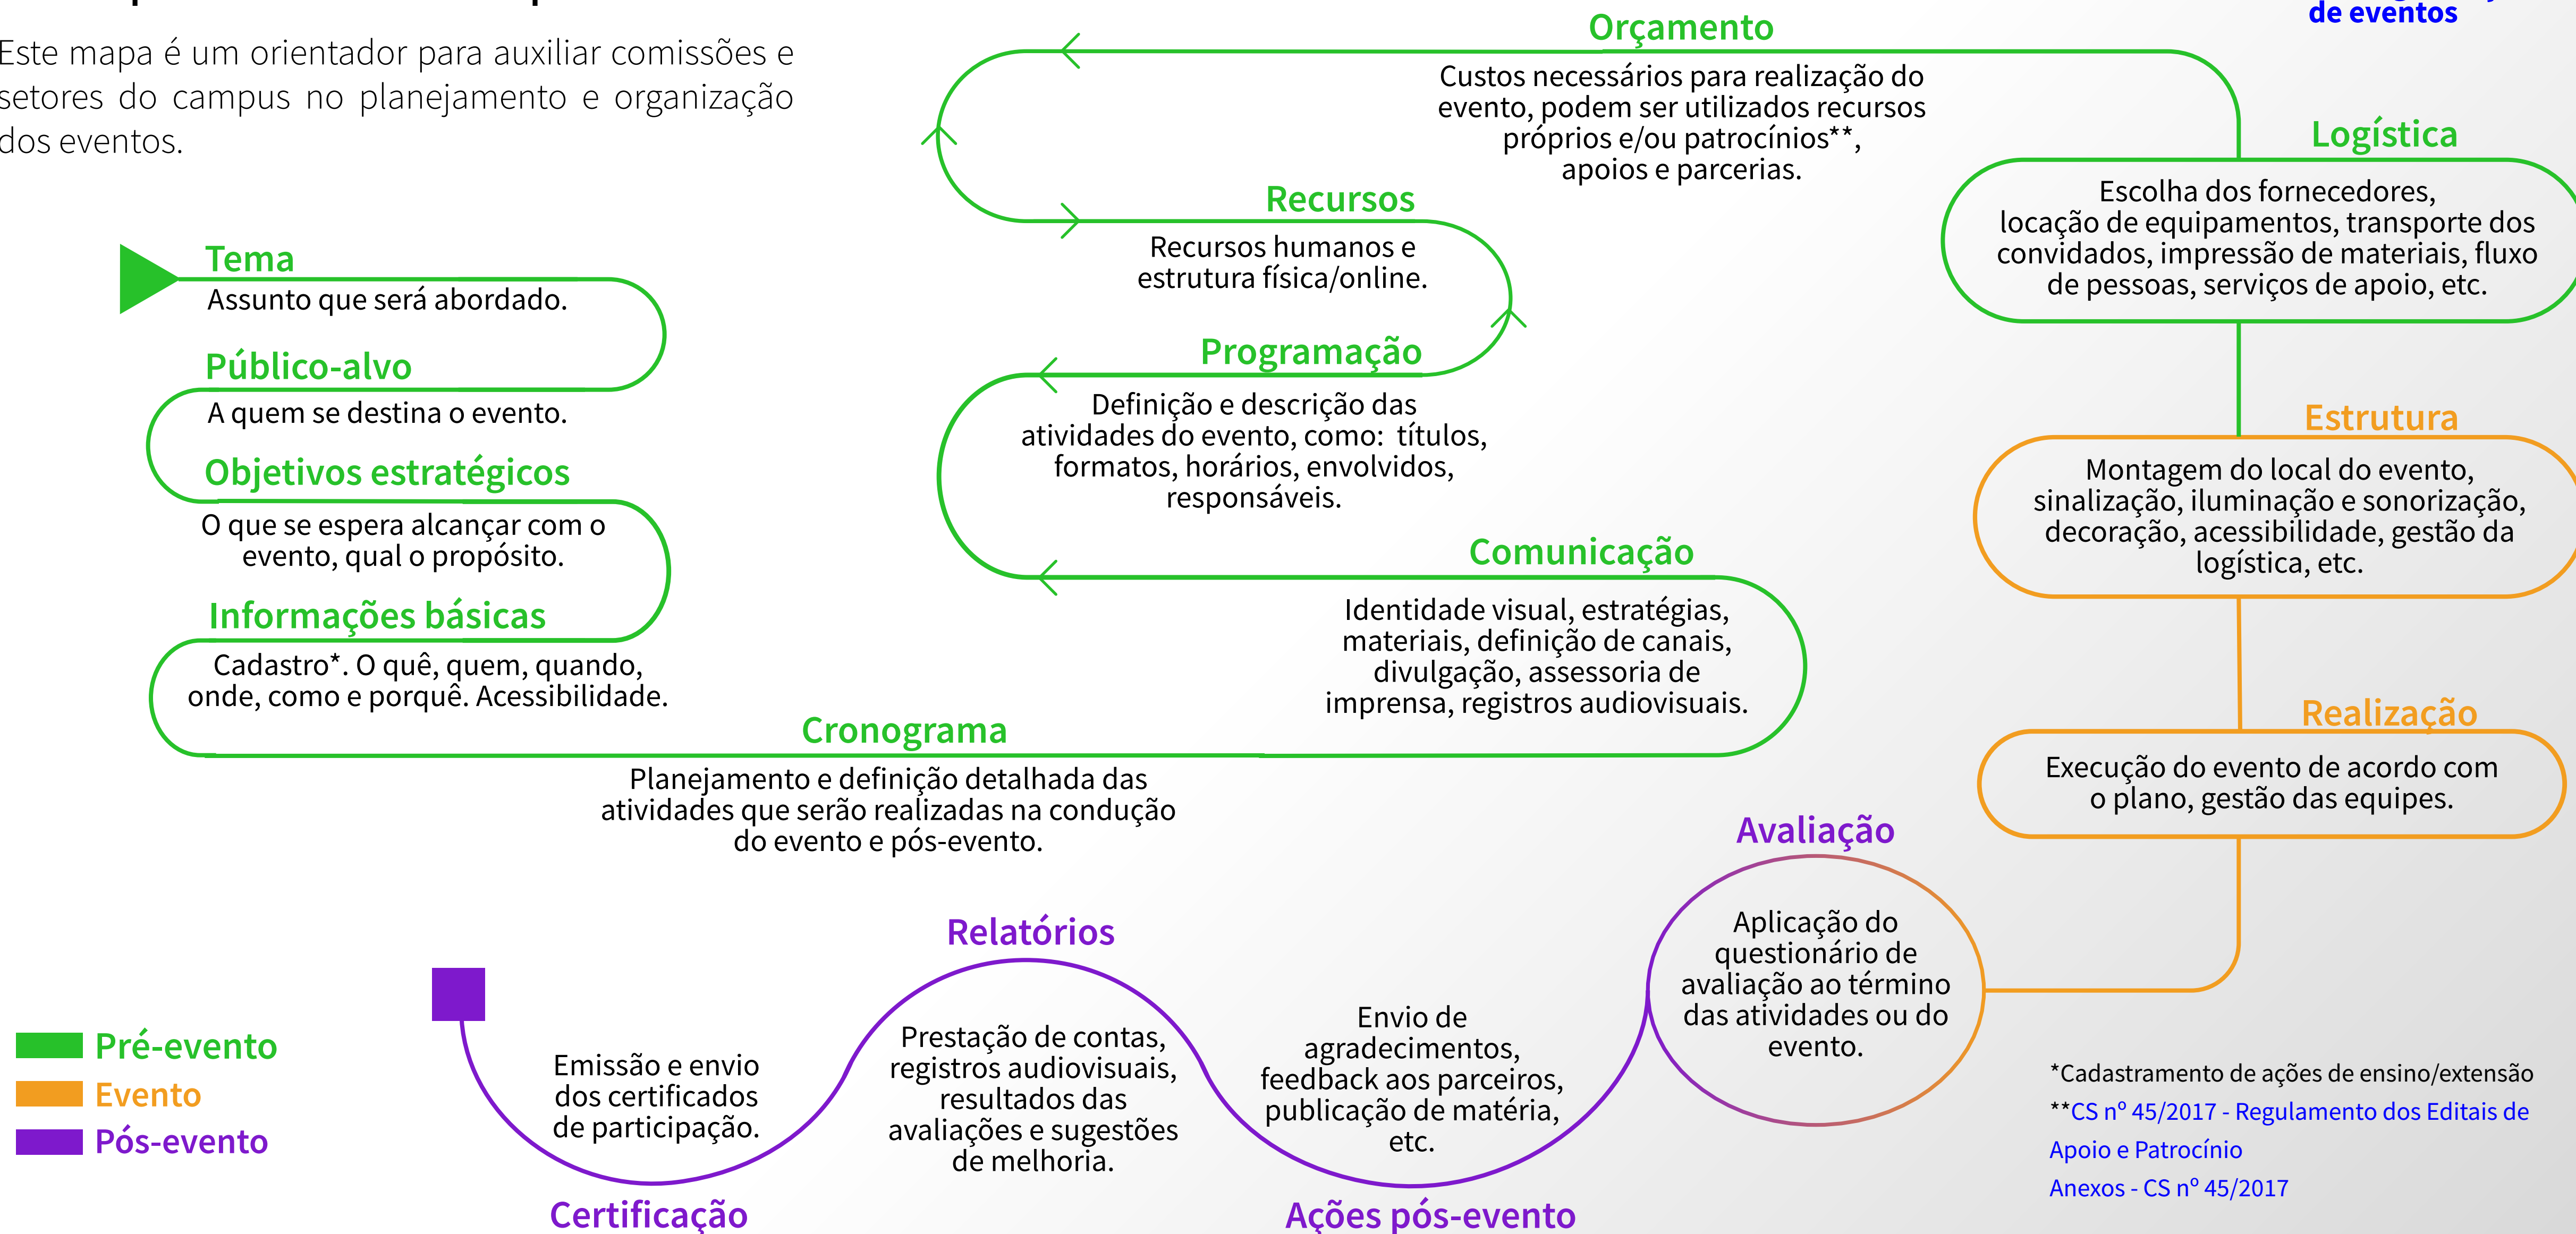 de eventos
Este mapa é um orientador para auxiliar comissões e
setores do campus no planejamento e organização
dos eventos.
Tema
Assunto que será abordado.
Público-alvo
A quem se destina o evento.
Objetivos estratégicos
O que se espera alcançar com o
evento, qual o propósito.
Informações básicas
Cadastro*. O quê, quem, quando,
onde, como e porquê. Acessibilidade.
Cronograma
Planejamento e definição detalhada das
atividades que serão realizadas na condução
do evento e pós-evento.
Comunicação
Identidade visual, estratégias,
materiais, definição de canais,
divulgação, assessoria de
imprensa, registros audiovisuais.
Programação
Definição e descrição das
atividades do evento, como:  títulos,
formatos, horários, envolvidos,
responsáveis.
Recursos
Recursos humanos e
estrutura física/online.
Orçamento
Custos necessários para realização do
evento, podem ser utilizados recursos
próprios e/ou patrocínios**,
apoios e parcerias.
Logística
Escolha dos fornecedores,
locação de equipamentos, transporte dos
convidados, impressão de materiais, fluxo
de pessoas, serviços de apoio, etc.
Estrutura
Montagem do local do evento,
sinalização, iluminação e sonorização,
decoração, acessibilidade, gestão da
logística, etc.
Realização
Execução do evento de acordo com
o plano, gestão das equipes.
Avaliação
Aplicação do
questionário de
avaliação ao término
das atividades ou do
evento.
Envio de
agradecimentos,
feedback aos parceiros,
publicação de matéria,
etc.
Ações pós-evento
Relatórios
Prestação de contas,
registros audiovisuais,
resultados das
avaliações e sugestões
de melhoria.
Emissão e envio
dos certificados
de participação.
Certificação
Pré-evento
Evento
Pós-evento
*Cadastramento de ações de ensino/extensão
**CS nº 45/2017 - Regulamento dos Editais de
Apoio e Patrocínio
Anexos - CS nº 45/2017